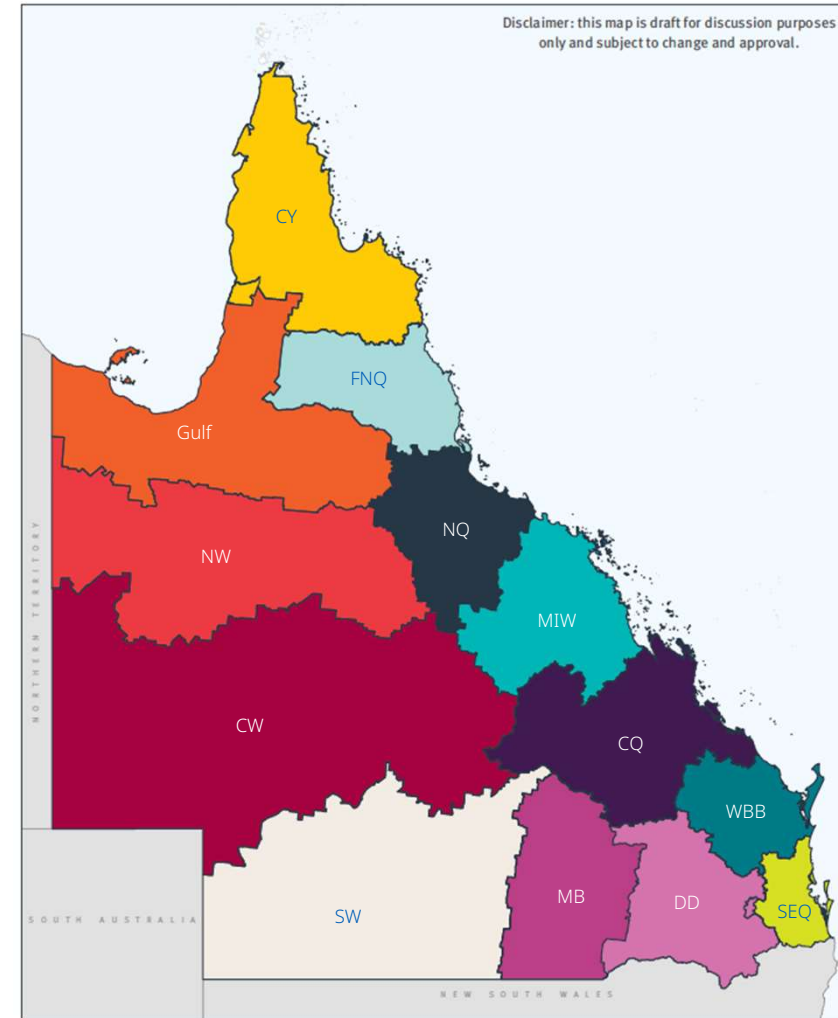 Disclaimer: this map is draft for discussion purposes
only and subject to change and approval.
CY
FNQ
Gulf
NQ
NW
MIW
CW
CQ
WBB
MB
DD
SEQ
SW
NORTHERN TERRITORY
SOUTH AUSTRALIA
NEW SOUTH WALES